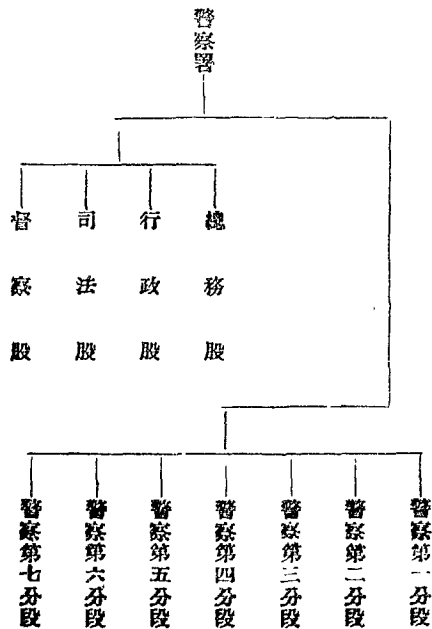 警察署
總務股
行政股
司法股
督察股
警察第一分段
警察第二分段
警察第三分段
警察第四分段
警察第五分段
警察第六分段
警察第七分段